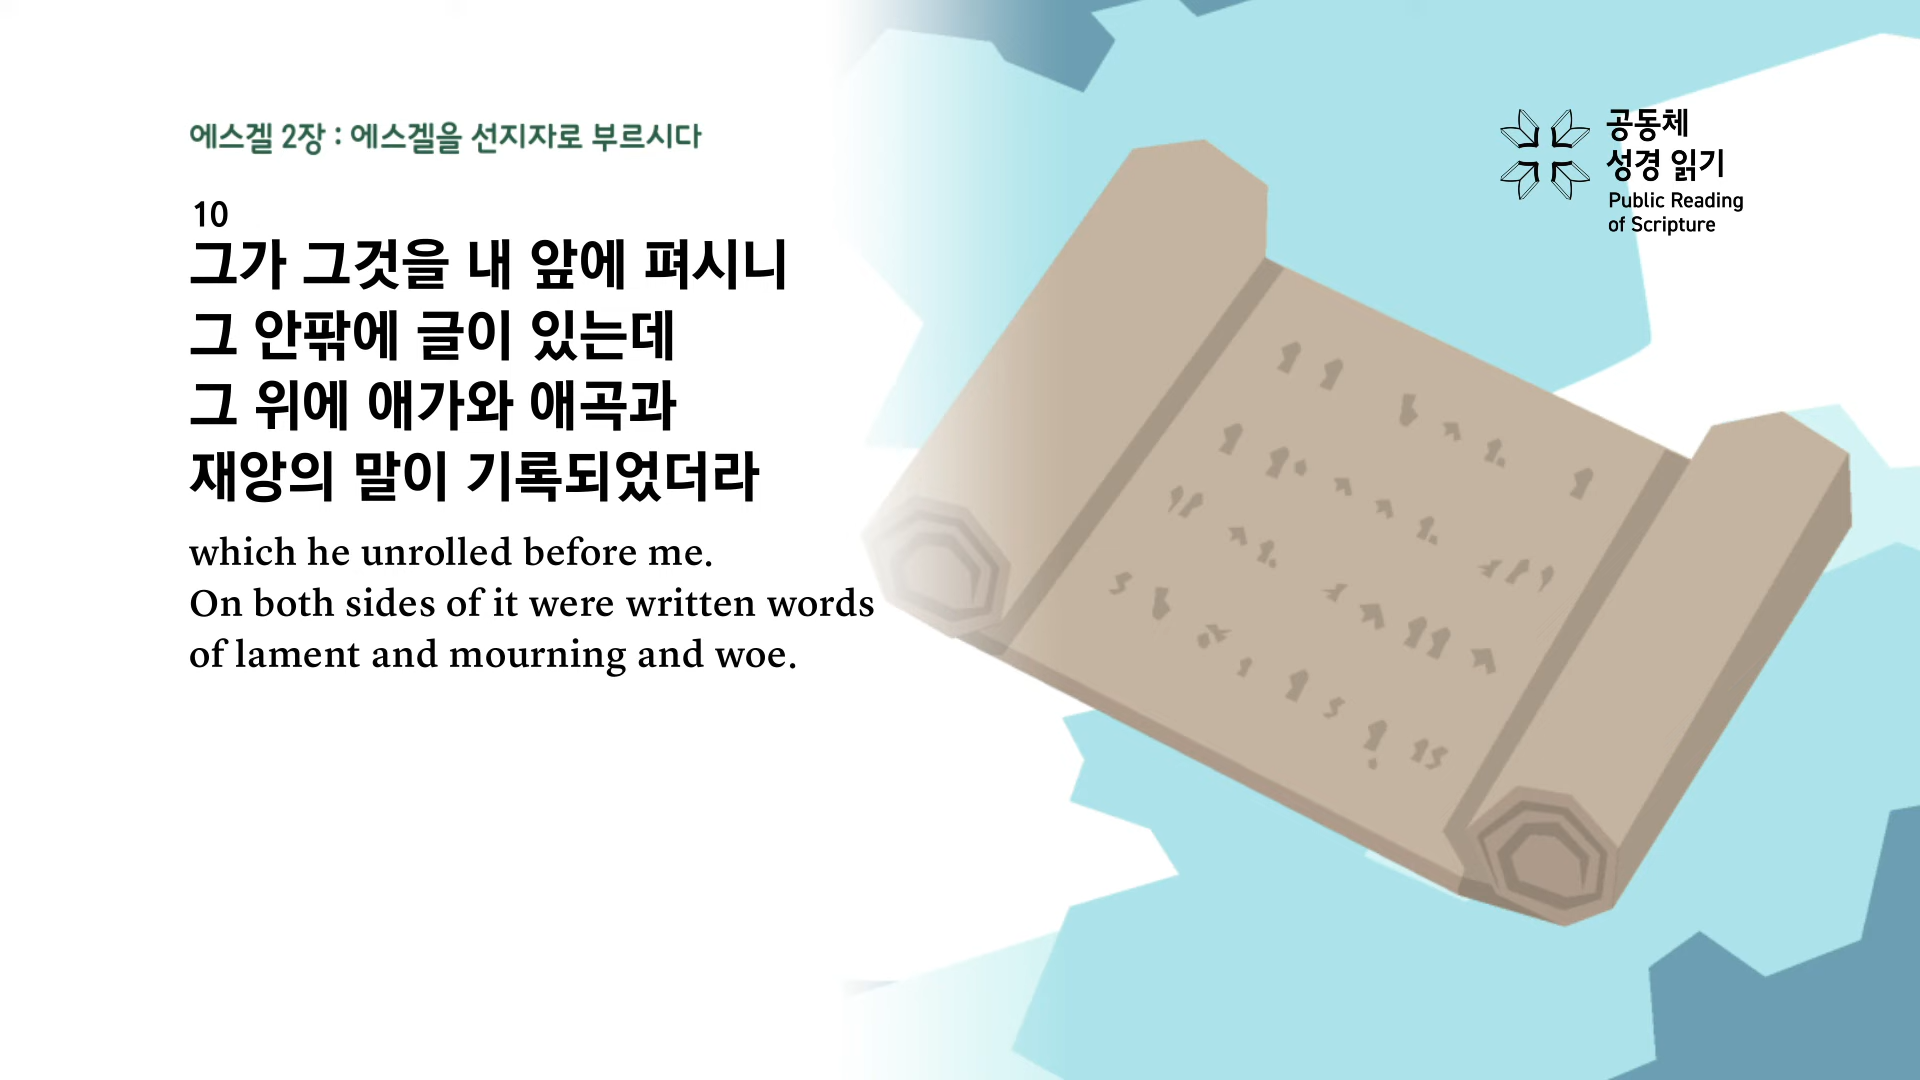 에스겔 2장 : 에스겔을 선지자로 부르시다
10
그가 그것을 내 앞에 펴시니
그 안팎에 글이 있는데
그 위에 애가와 애곡과
재앙의 말이 기록되었더라
which he unrolled before me.
On both sides of it were written words
of lament and mourning and woe.
공동체
성경 읽기
Public Reading
of Scripture